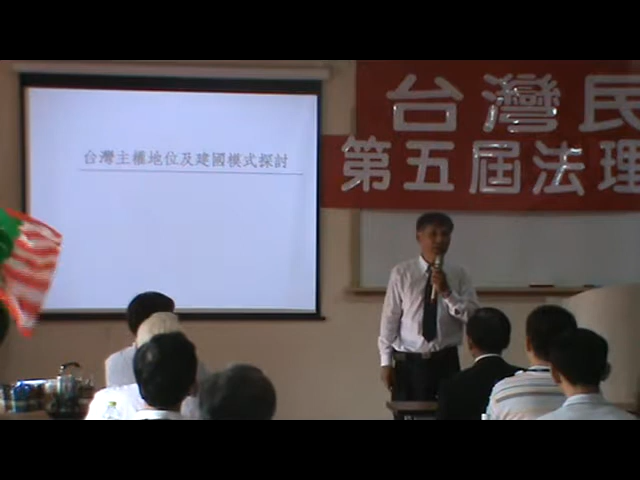 台灣主權地位及建國模式探討
台灣民
第五屆法理